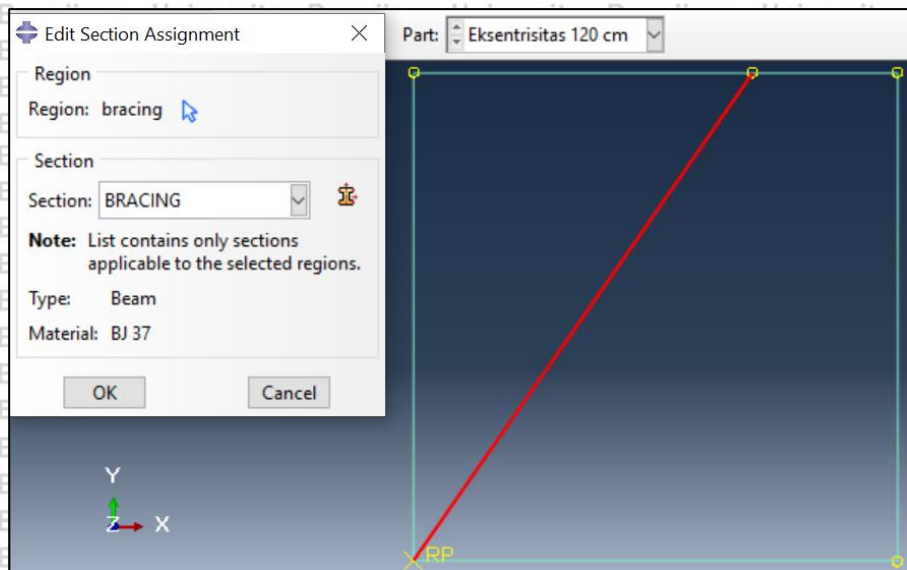 Edit Section Assignment
Part: Eksentrisitas 120 cm
Region
Region: bracing
Section
Section: BRACING
Note: List contains only sections
applicable to the selected regions.
Type: Beam
Material: BJ 37
OK Cancel
Y
Z X
RP